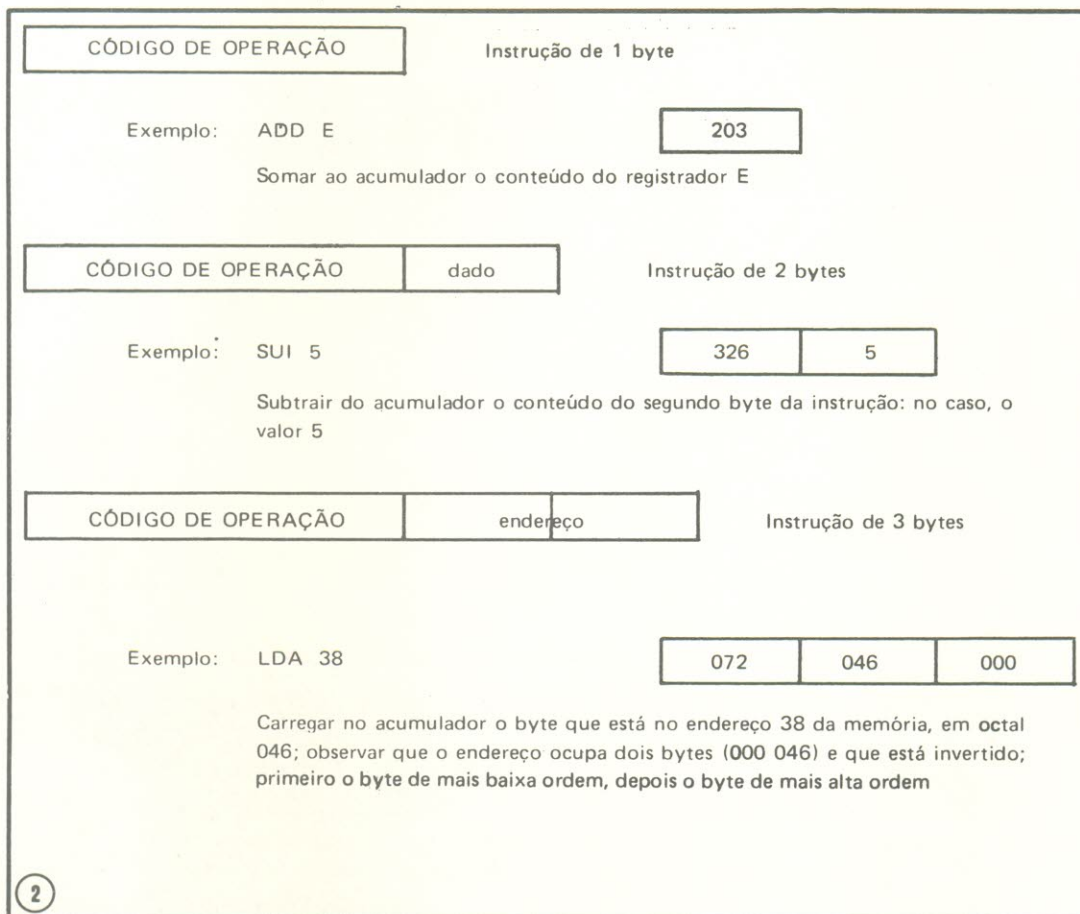 CÓDIGO DE OPERAÇÃO Instrução de 1 byte
Exemplo: ADD E 203
Somar ao acumulador o conteúdo do registrador E
CÓDIGO DE OPERAÇÃO dado Instrução de 2 bytes
Exemplo: SUI 5 326 5
Subtrair do acumulador o conteúdo do segundo byte da instrução: no caso, o
valor 5
CÓDIGO DE OPERAÇÃO endereço Instrução de 3 bytes
Exemplo: LDA 38 072 046 000
Carregar no acumulador o byte que está no endereço 38 da memória, em octal
046; observar que o endereço ocupa dois bytes (000 046) e que está invertido;
primeiro o byte de mais baixa ordem, depois o byte de mais alta ordem
2